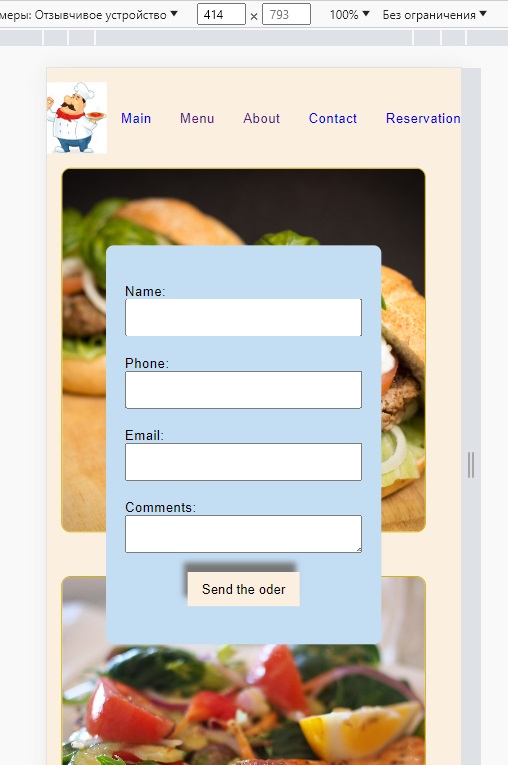 меры: Отзывчивое устройство ▼ 414 × 793 100% ▼ Без ограничения ▼
Main Menu About Contact Reservation
Name:
Phone:
Email:
Comments:
Send the oder